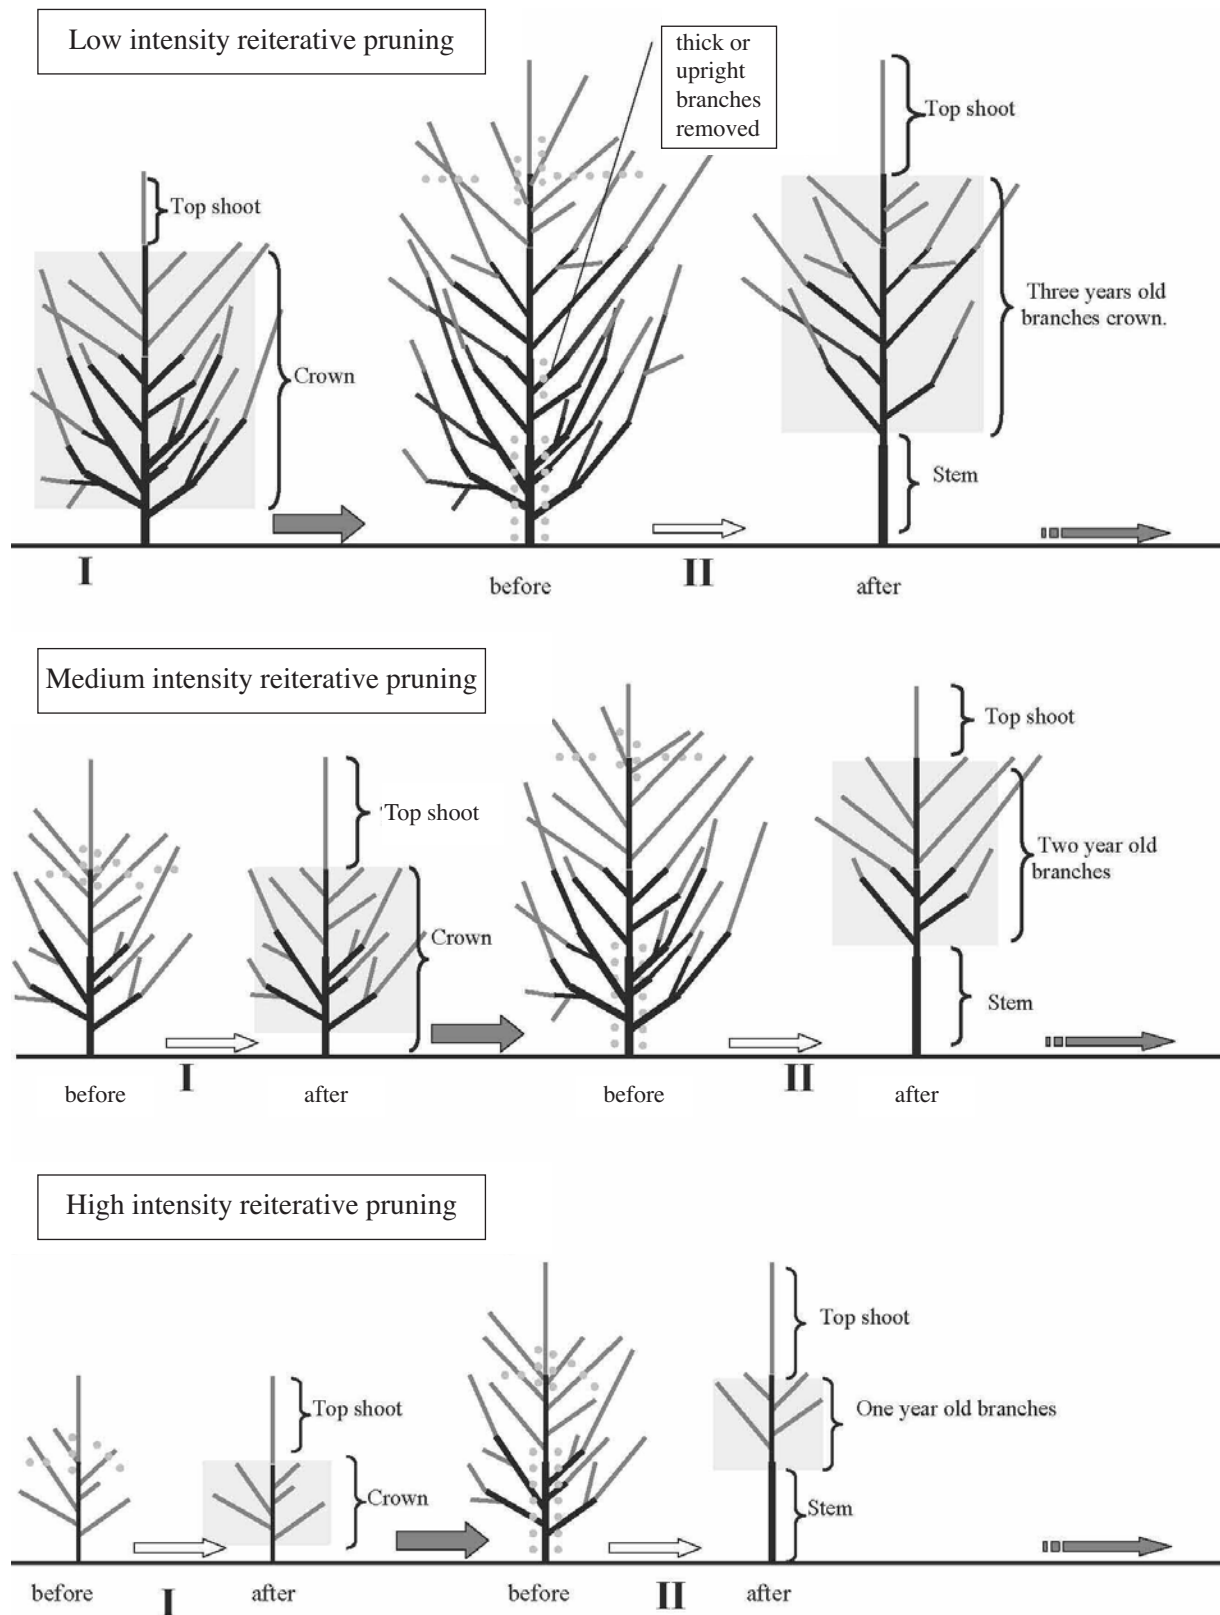 Low intensity reiterative pruning
thick or
upright
branches
removed
Top shoot
Top shoot
Three years old
branches crown.
Crown
Stem
I
II
before
after
Medium intensity reiterative pruning
Top shoot
Top shoot
Two year old
branches
Crown
Stem
I
II
before
after
before
after
High intensity reiterative pruning
Top shoot
Top shoot
One year old branches
Crown
Stem
before
I
after
before
II
after